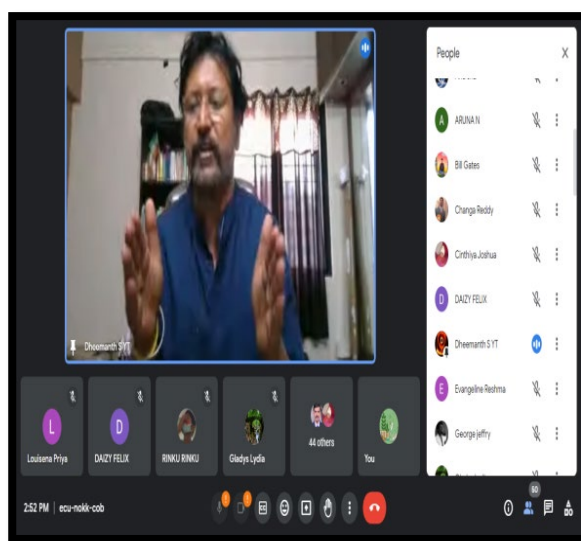 People
ARUNA N
Bill Gates
Changa Reddy
Cinthiya Joshua
DAIZY FELIX
Dheemanth S YT
Evangeline Reshma
George jeffry
Dheemanth S YT
L
Louisena Priya
D
DAIZY FELIX
RINKU RINKU
Gladys Lydia
44 others
You
2:52 PM | ecu-nokk-cob
50
A
D
E